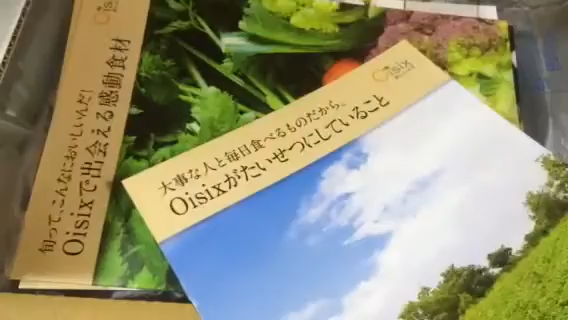 旬って、こんなにおいしいんだ!
Oisixで出会える感動食材
Oisix
Oisix
大事な人と毎日食べるものだから。
Oisixがたいせつにしていること